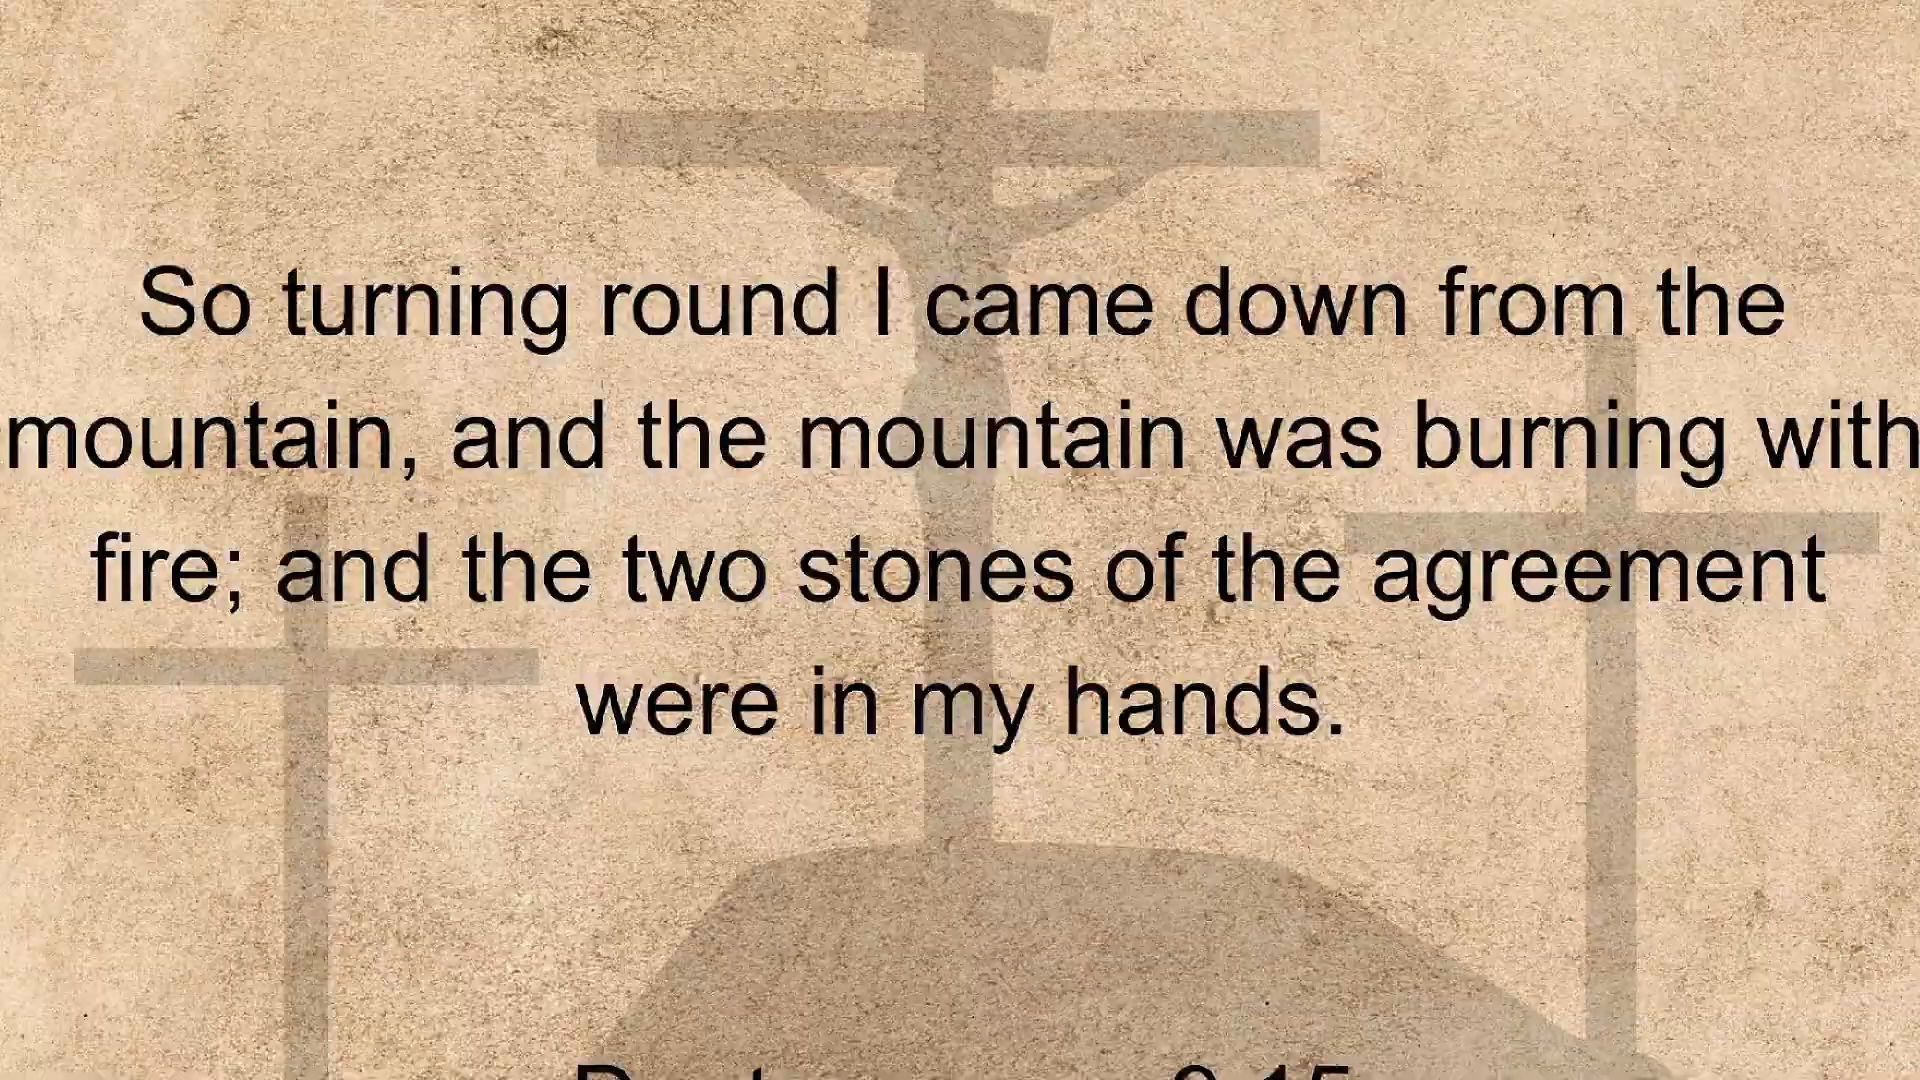 So turning round I came down from the
mountain, and the mountain was burning with
fire; and the two stones of the agreement
were in my hands.